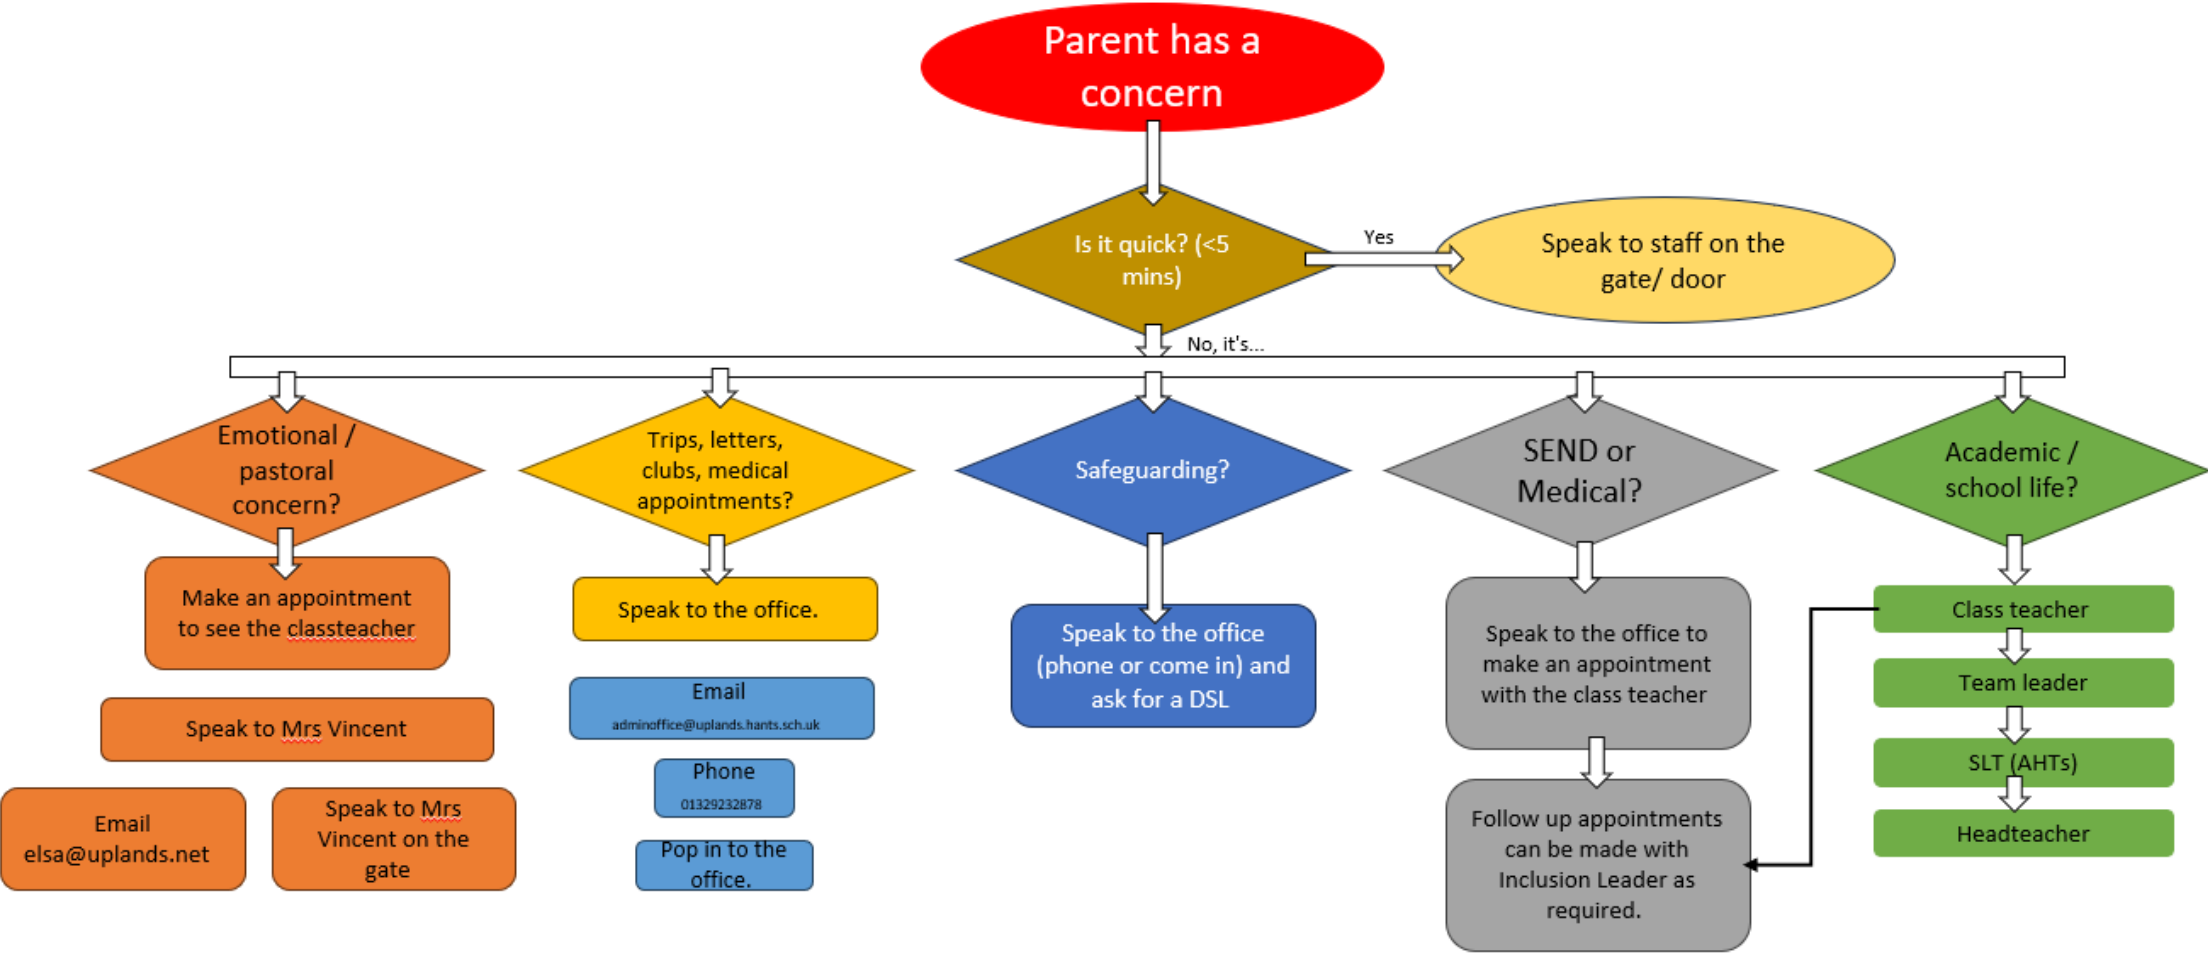 Parent has a
concern
Is it quick? (<5
mins)
Yes
Speak to staff on the
gate/ door
No, it's...
Emotional /
pastoral
concern?
Make an appointment
to see the classteacher
Speak to Mrs Vincent
Email
elsa@uplands.net
Speak to Mrs
Vincent on the
gate
Trips, letters,
clubs, medical
appointments?
Speak to the office.
Email
adminoffice@uplands.hants.sch.uk
Phone
01329232878
Pop in to the
office.
Safeguarding?
Speak to the office
(phone or come in) and
ask for a DSL
SEND or
Medical?
Speak to the office to
make an appointment
with the class teacher
Follow up appointments
can be made with
Inclusion Leader as
required.
Academic /
school life?
Class teacher
Team leader
SLT (AHTs)
Headteacher